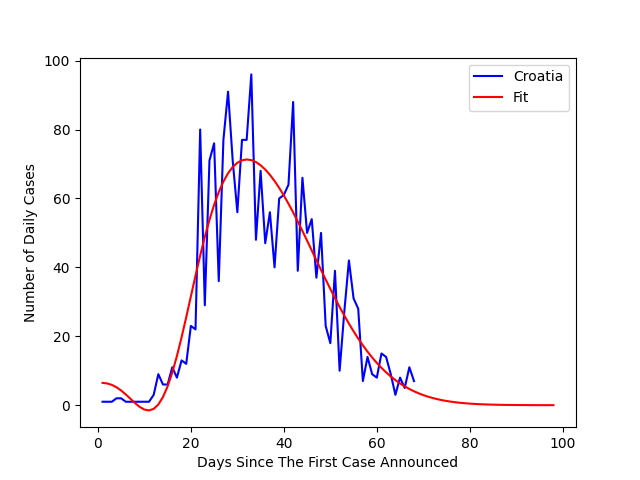 Croatia
Fit
100
80
60
40
20
0
Number of Daily Cases
0 20 40 60 80 100
Days Since The First Case Announced